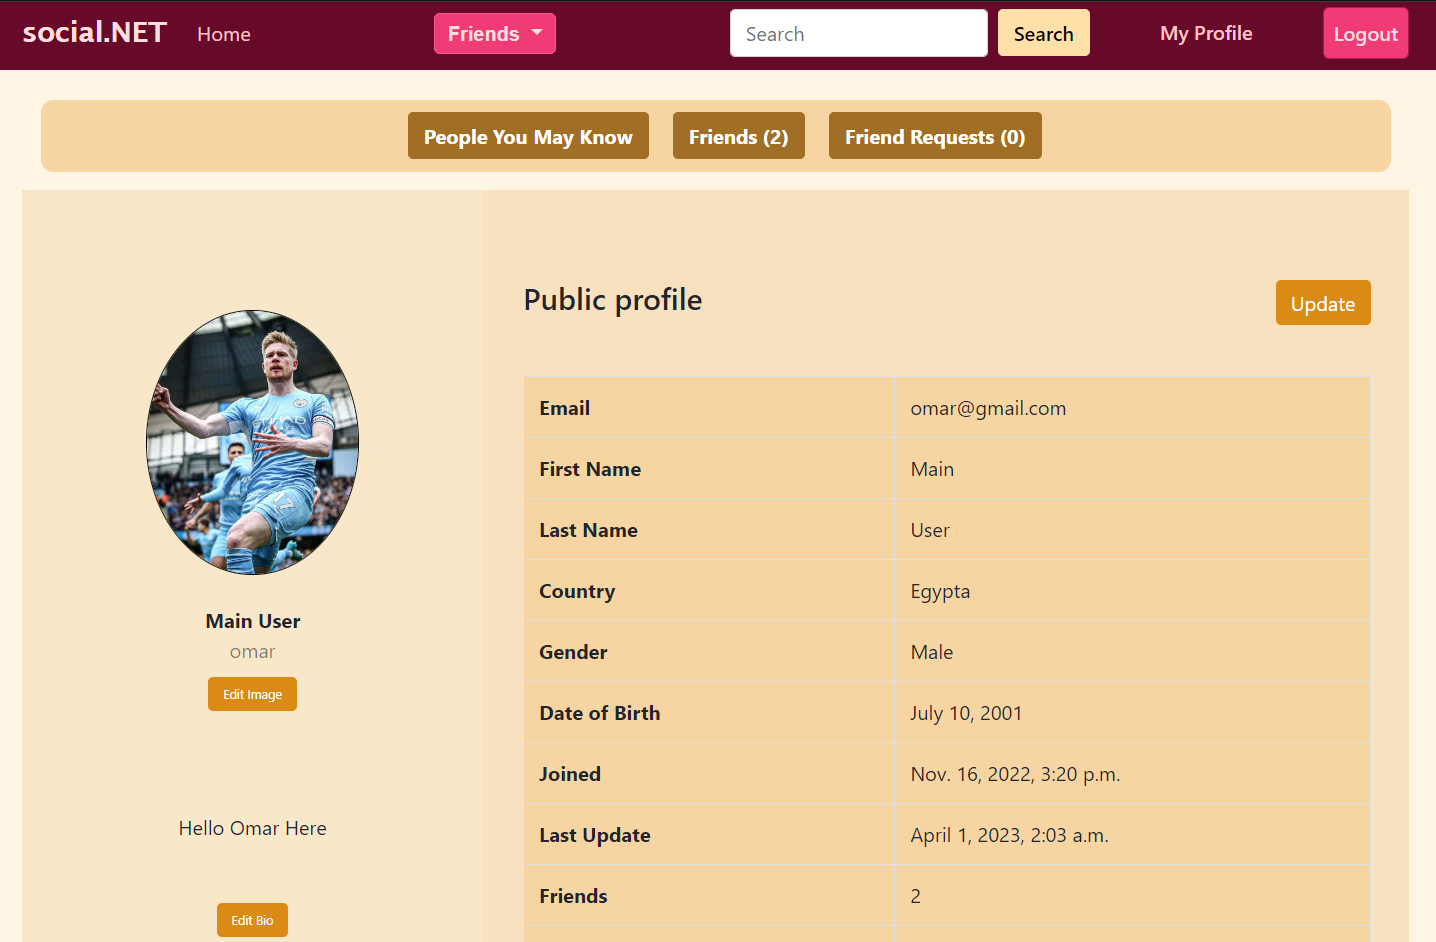 social.NET Home Friends Search Search My Profile Logout
People You May Know Friends (2) Friend Requests (0)
Public profile Update
Main User
omar
Edit Image
Hello Omar Here
Edit Bio
Email omar@gmail.com
First Name Main
Last Name User
Country Egypta
Gender Male
Date of Birth July 10, 2001
Joined Nov. 16, 2022, 3:20 p.m.
Last Update April 1, 2023, 2:03 a.m.
Friends 2
17